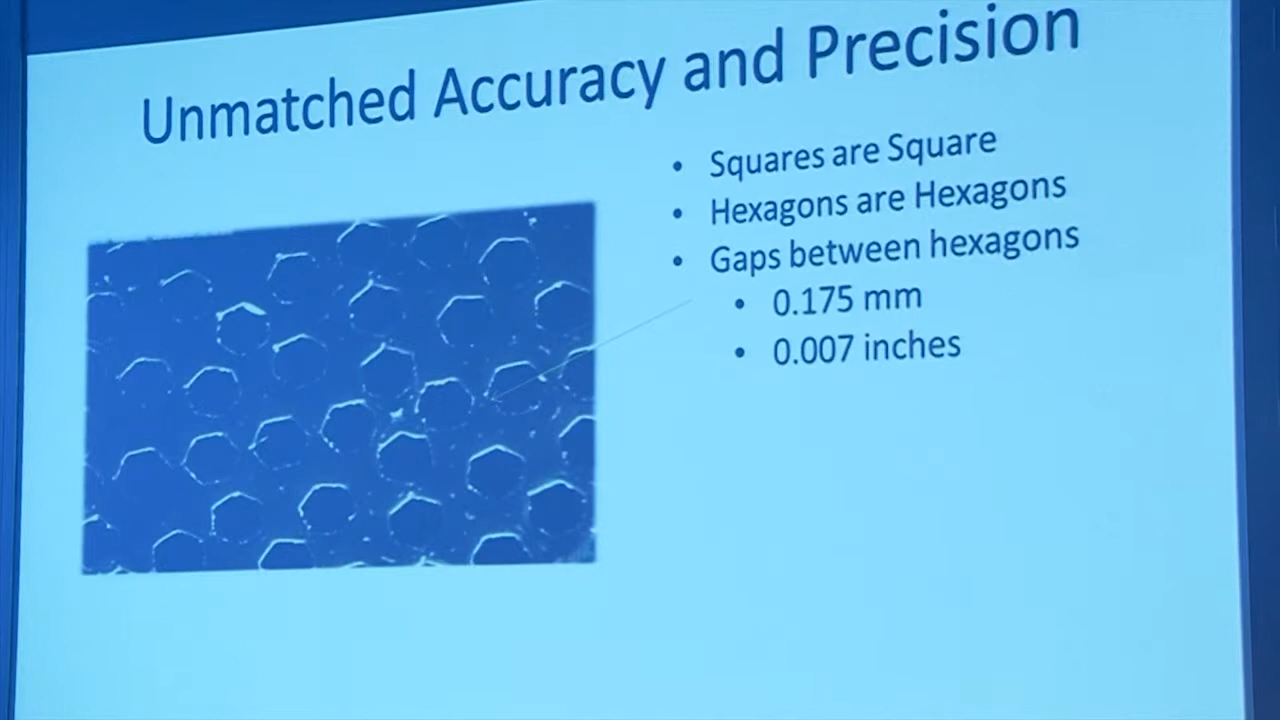 Unmatched Accuracy and Precision
• Squares are Square
• Hexagons are Hexagons
• Gaps between hexagons
• 0.175 mm
• 0.007 inches